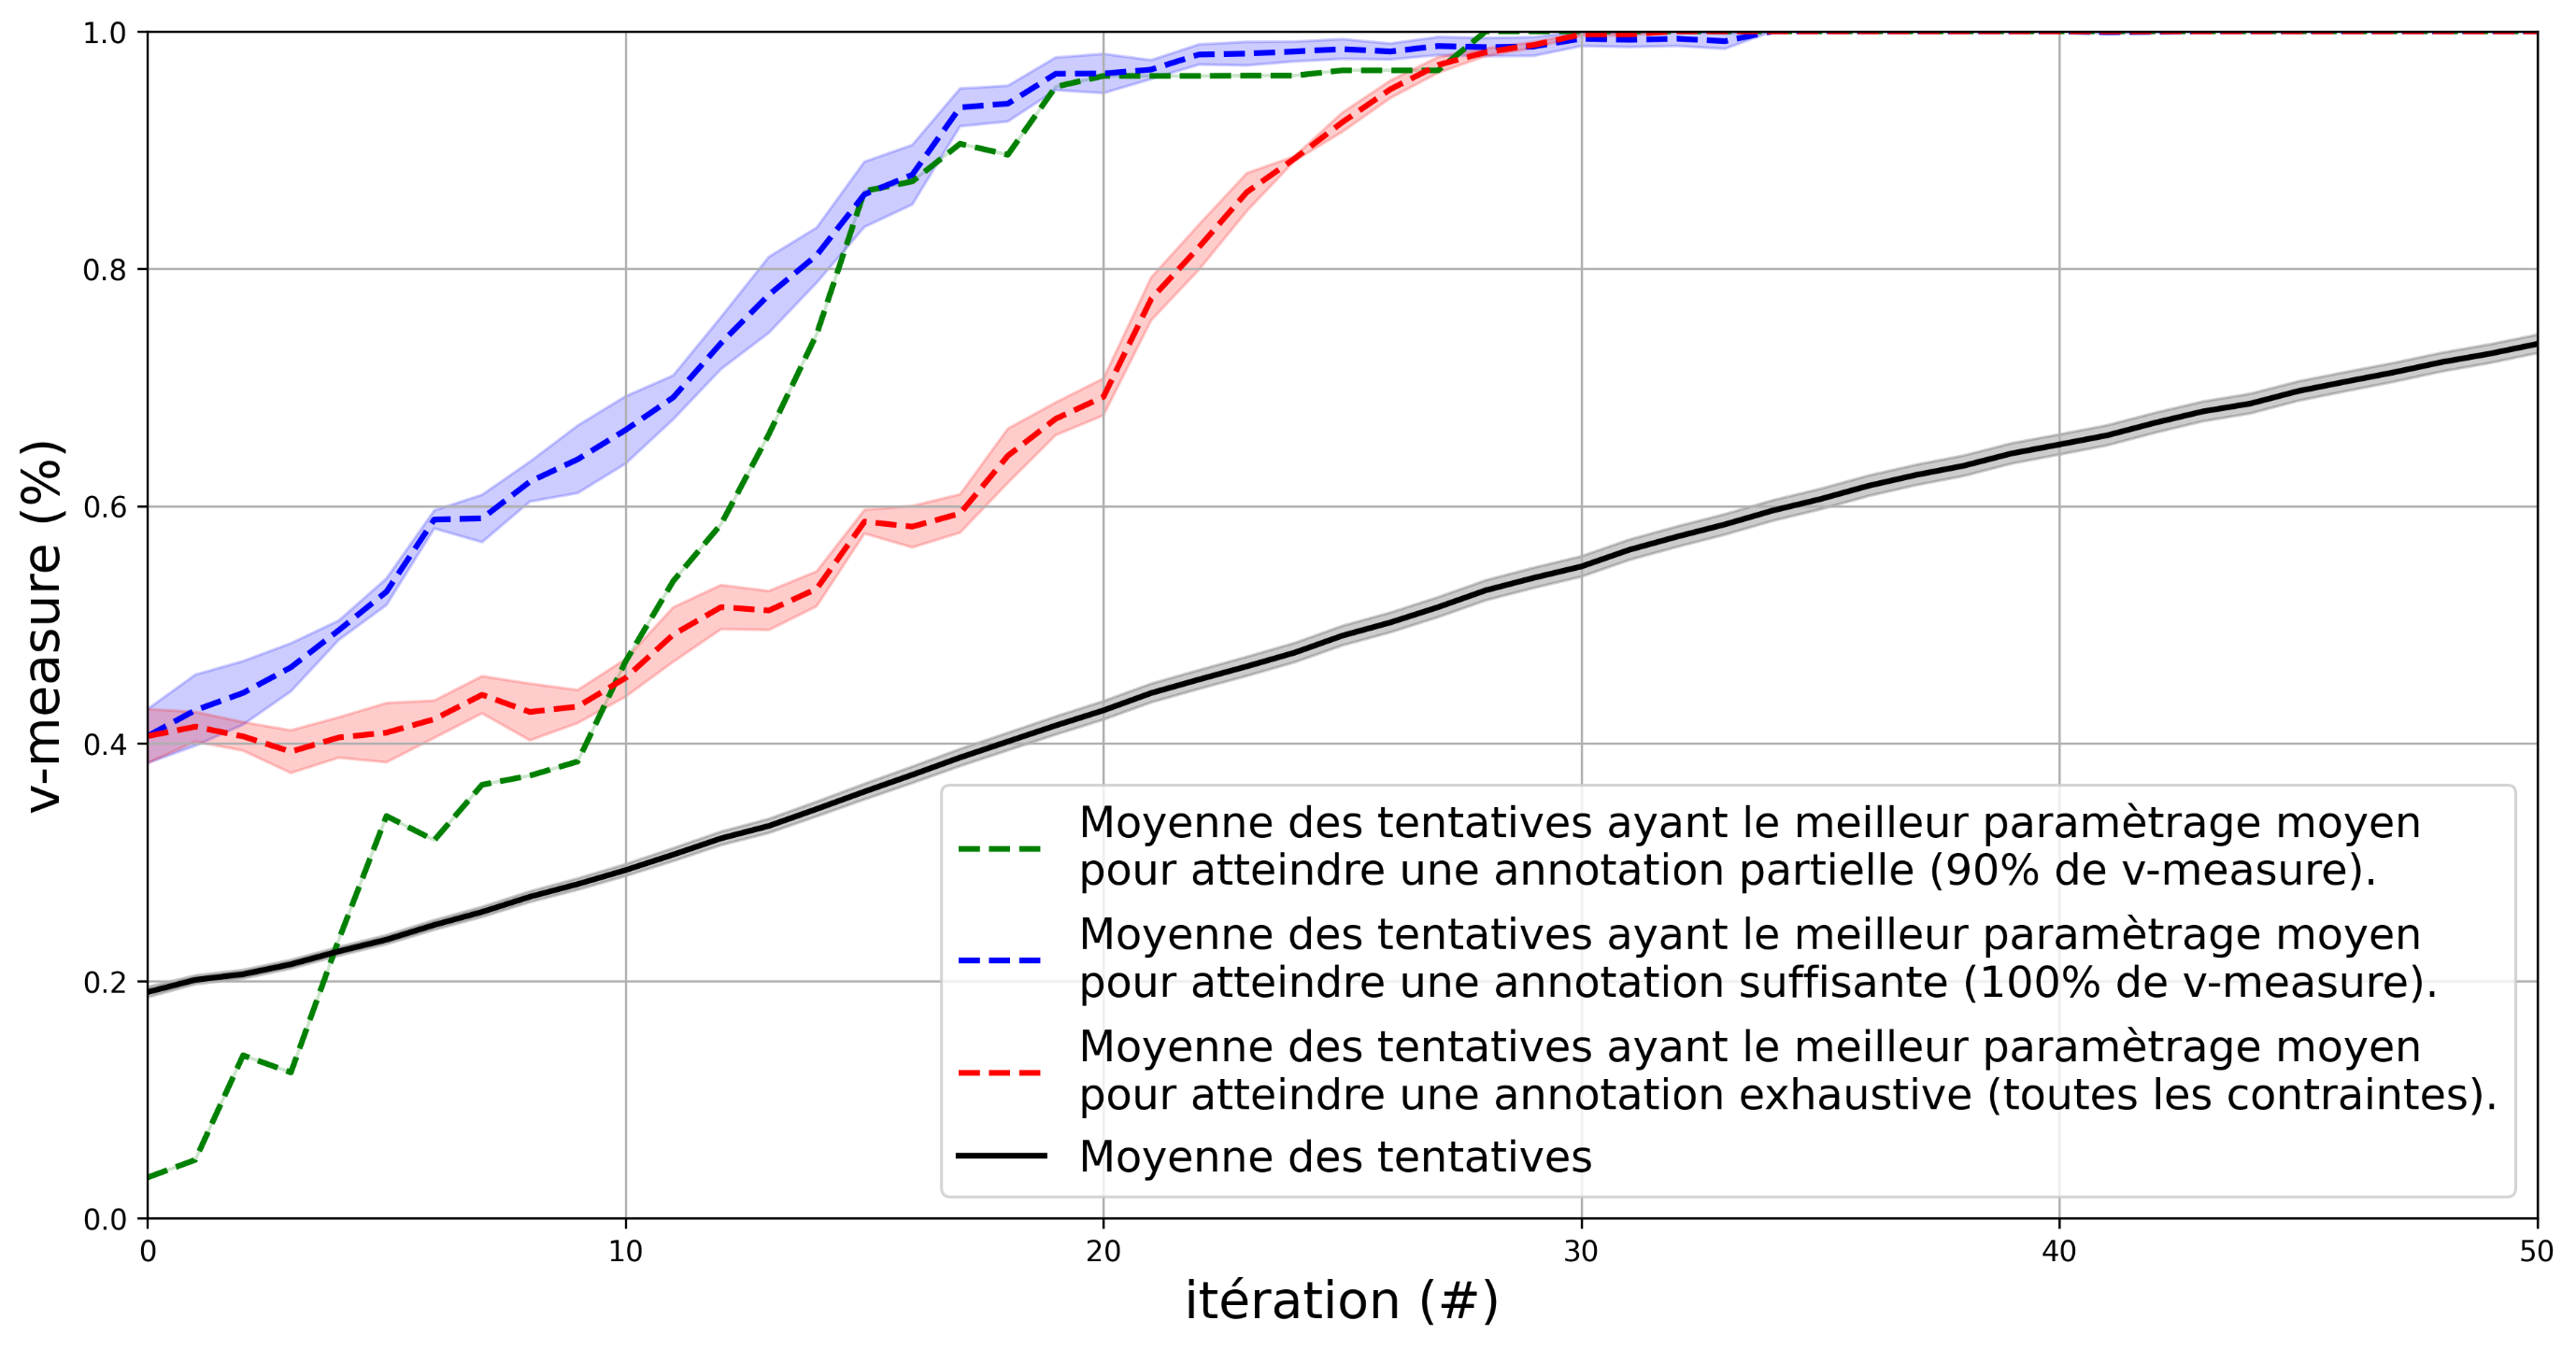 1.0
0.8
0.6
0.4
0.2
0.0
v-measure (%)
0 10 20 30 40 50
itération (#)
Moyenne des tentatives ayant le meilleur paramètrage moyen
pour atteindre une annotation partielle (90% de v-measure).
Moyenne des tentatives ayant le meilleur paramètrage moyen
pour atteindre une annotation suffisante (100% de v-measure).
Moyenne des tentatives ayant le meilleur paramètrage moyen
pour atteindre une annotation exhaustive (toutes les contraintes).
Moyenne des tentatives